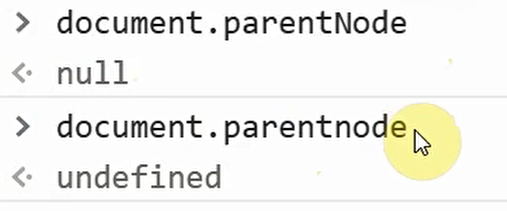 document.parentNode
null
document.parentnode
undefined